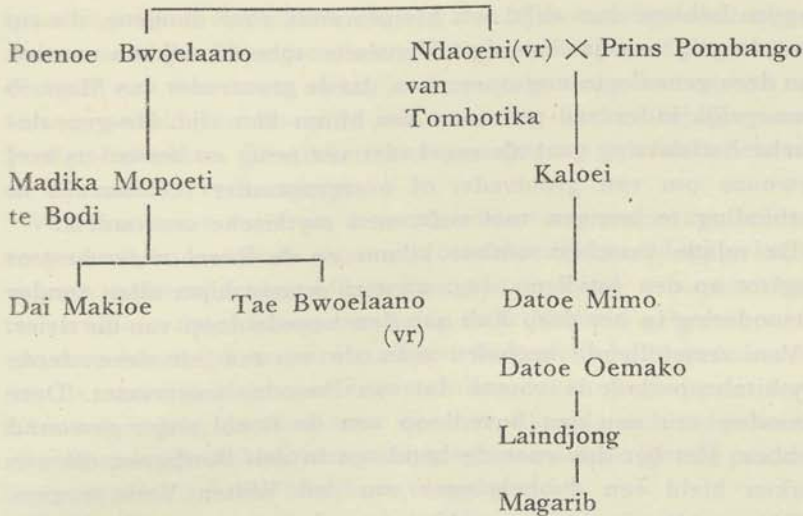 Poenoe Bwoelaano Ndaoeni(vr) × Prins Pombango
van
Tombotika
Madika Mopoeti Kaloei
te Bodi
Dai Makioe Tae Bwoelaano Datoe Mimo
(vr)
Datoe Oemako
Laindjong
Magarib